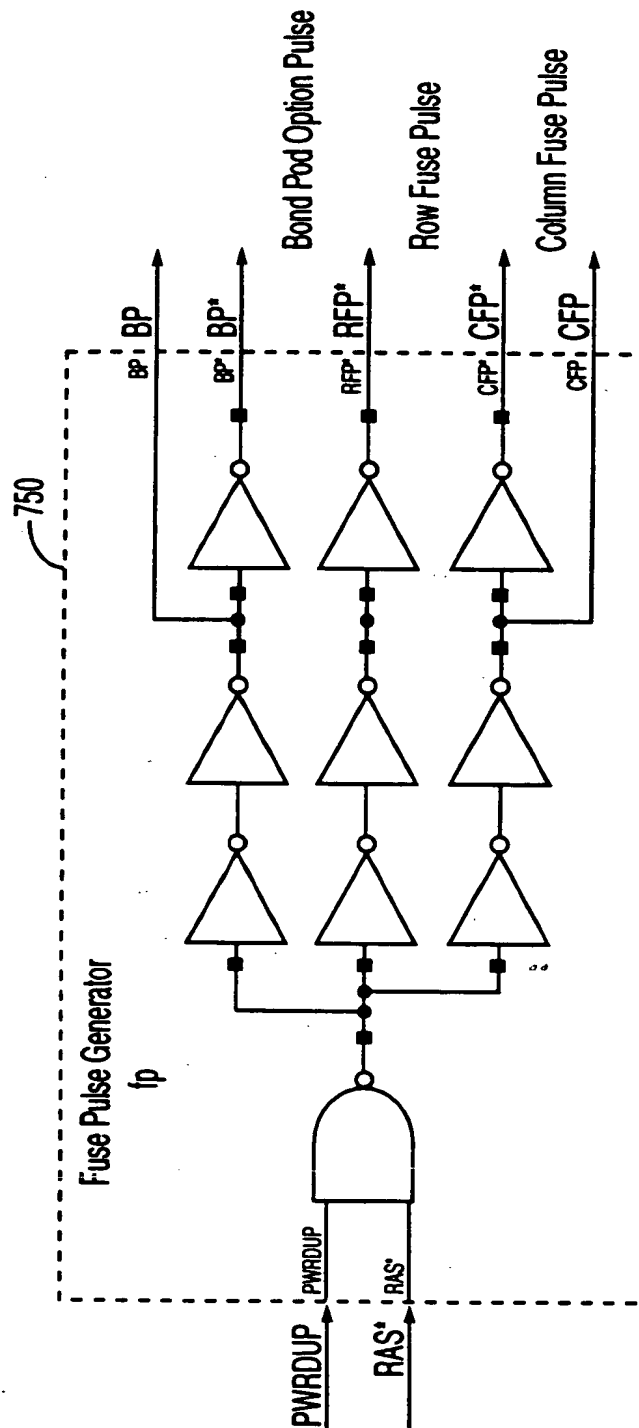 750
Fuse Pulse Generator
fp
PWRDUP
PWRDUP
RAS*
RAS*
BP
BP
BP*
BP*
Bond Pod Option Pulse
RFP*
RFP*
Row Fuse Pulse
CFP*
CFP*
Column Fuse Pulse
CFP
CFP